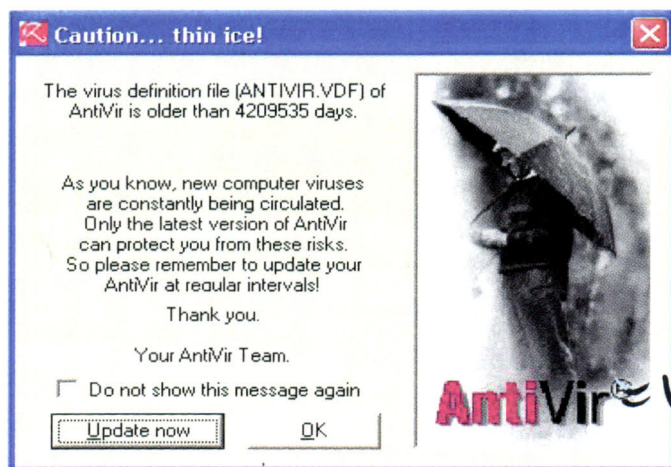 Caution... thin ice!
The virus definition file (ANTIVIR.VDF) of
AntiVir is older than 4209535 days.
As you know, new computer viruses
are constantly being circulated.
Only the latest version of AntiVir
can protect you from these risks.
So please remember to update your
AntiVir at regular intervals!
Thank you.
Your AntiVir Team.
Do not show this message again
Update now
OK
AntiVir